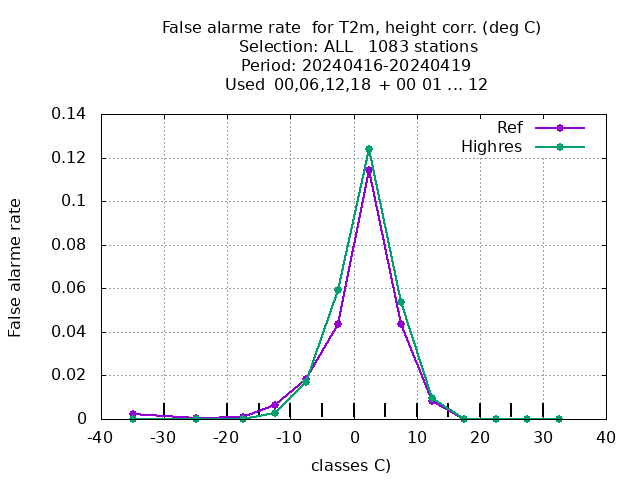 False alarme rate  for T2m, height corr. (deg C)
Selection: ALL   1083 stations
Period: 20240416-20240419
Used  00,06,12,18 + 00 01 ... 12
0.14
0.12
0.1
0.08
0.06
0.04
0.02
0
False alarme rate
Ref
Highres
-40 -30 -20 -10 0 10 20 30 40
classes C)